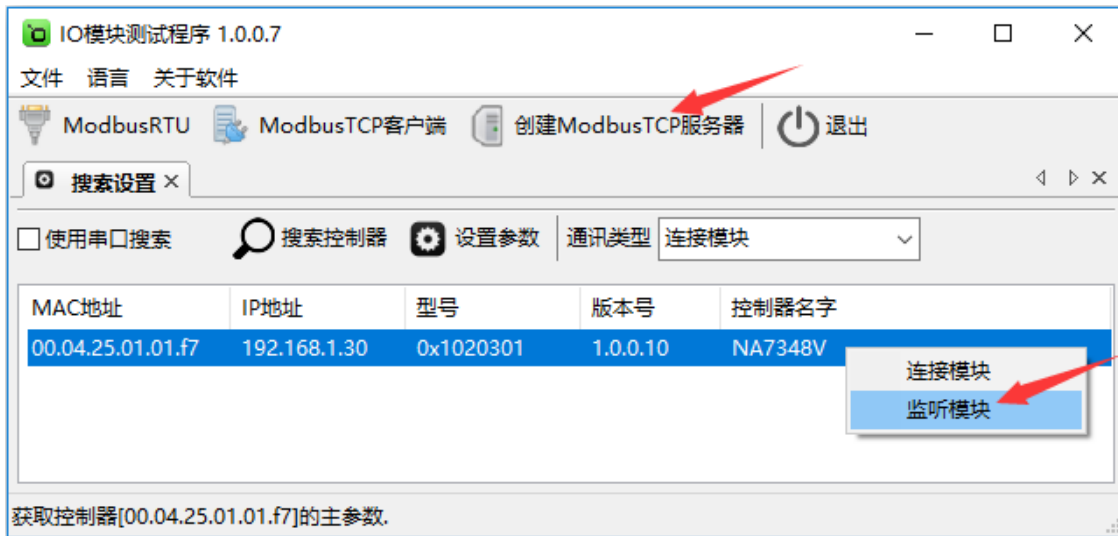 IO模块测试程序 1.0.0.7
文件 语言 关于软件
ModbusRTU ModbusTCP客户端 创建ModbusTCP服务器 退出
搜索设置
使用串口搜索 搜索控制器 设置参数 通讯类型 连接模块
MAC地址 IP地址 型号 版本号 控制器名字
00.04.25.01.01.f7 192.168.1.30 0x1020301 1.0.0.10 NA7348V
连接模块
监听模块
获取控制器[00.04.25.01.01.f7]的主参数.